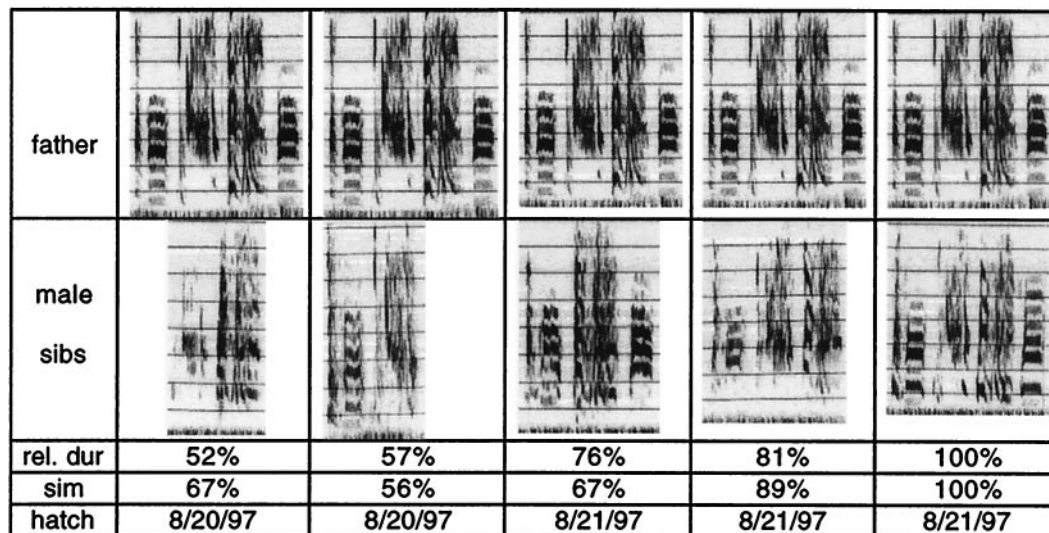 father
male
sibs
rel. dur 52% 57% 76% 81% 100%
sim 67% 56% 67% 89% 100%
hatch 8/20/97 8/20/97 8/21/97 8/21/97 8/21/97